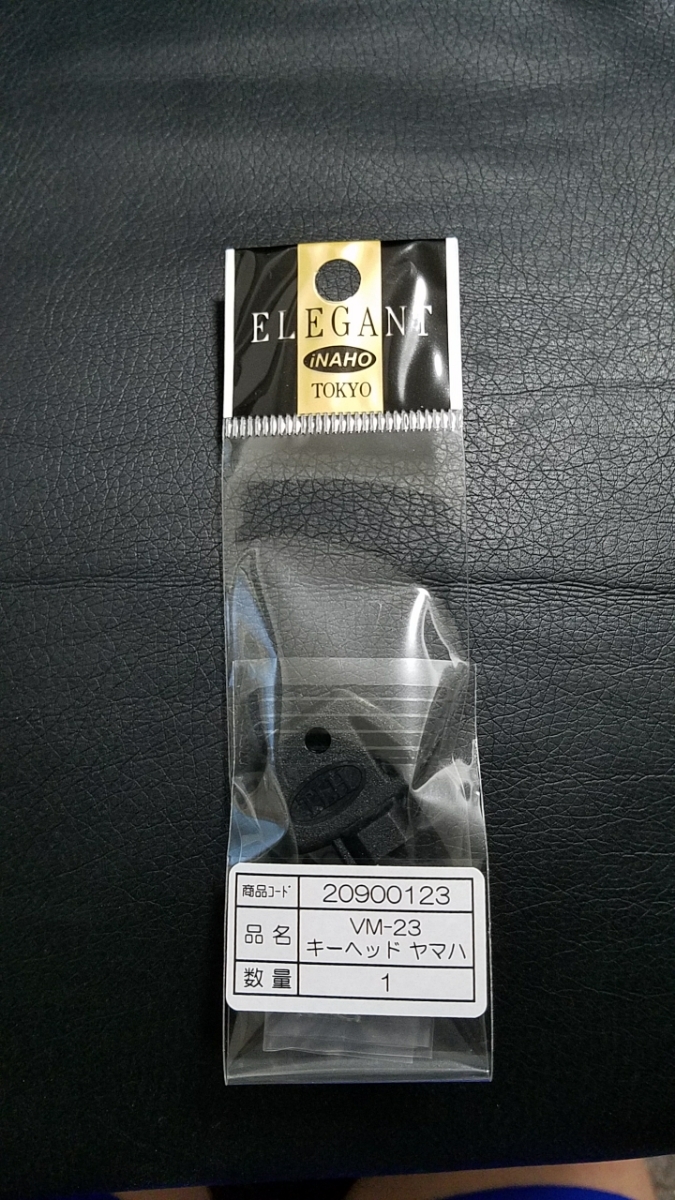 ELEGANT
iNAHO
TOKYO
商品ｺｰﾄﾞ 20900123
品名 VM-23
キーヘッド ヤマハ
数量 1